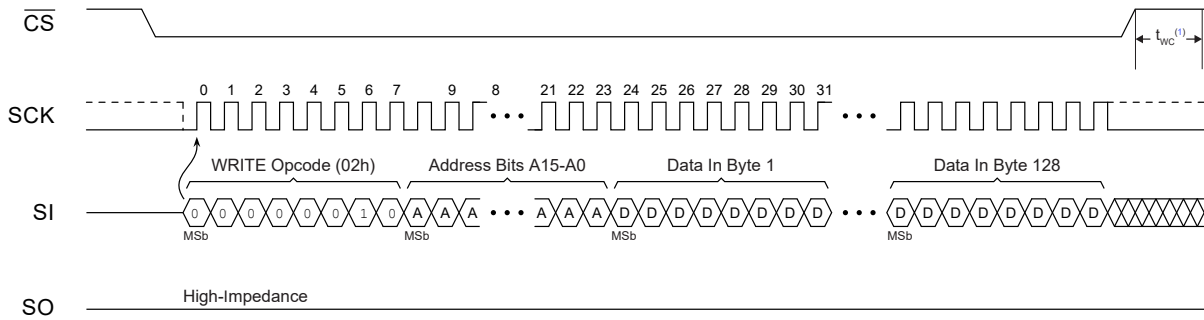 CS
t_WC^(1)
0 1 2 3 4 5 6 7 9 8 21 22 23 24 25 26 27 28 29 30 31
SCK
WRITE Opcode (02h) Address Bits A15-A0 Data In Byte 1 Data In Byte 128
SI 0 0 0 0 0 0 1 0 A A A A A A D D D D D D D D D D D D D D D D
MSb MSb MSb MSb
High-Impedance
SO